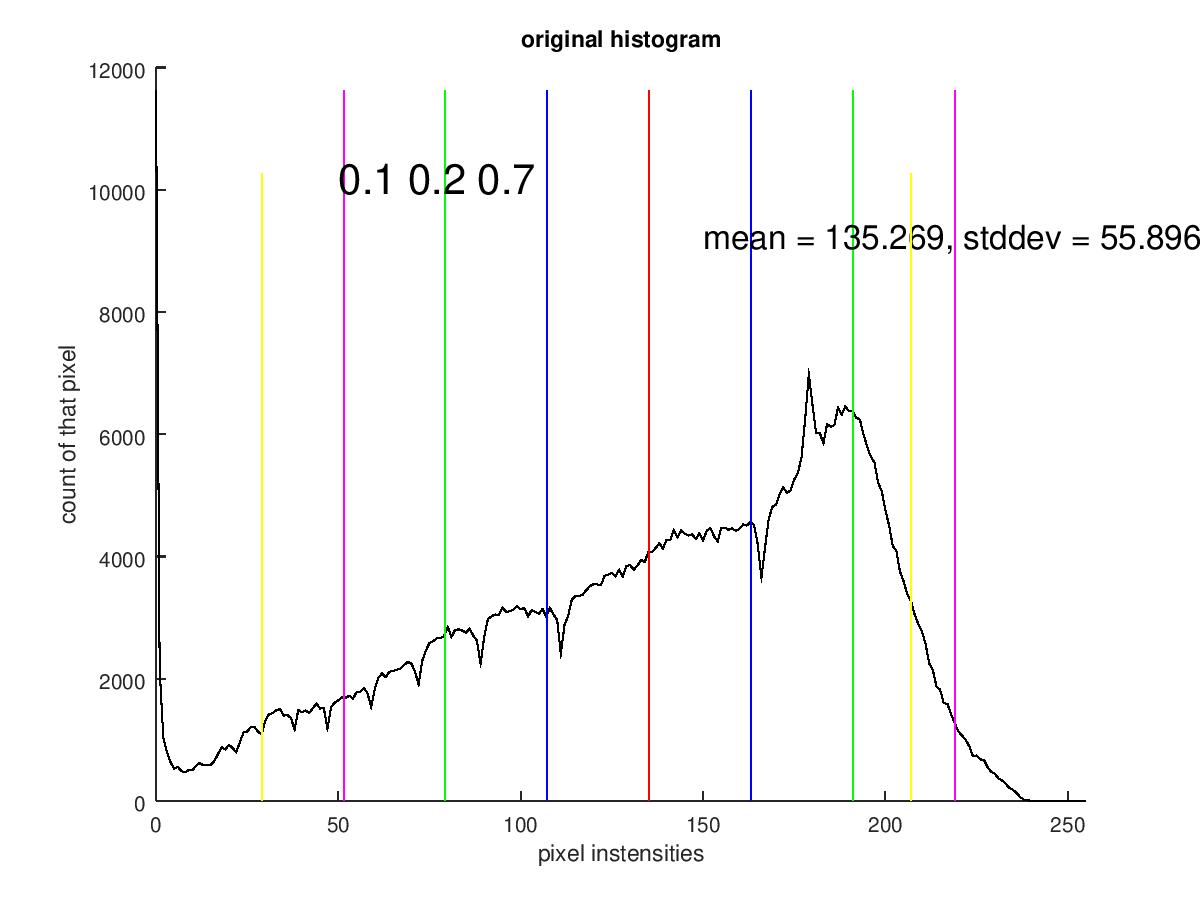 original histogram
12000
10000
8000
6000
4000
2000
0
count of that pixel
0.1 0.2 0.7
mean = 135.269, stddev = 55.896
0 50 100 150 200 250
pixel instensities